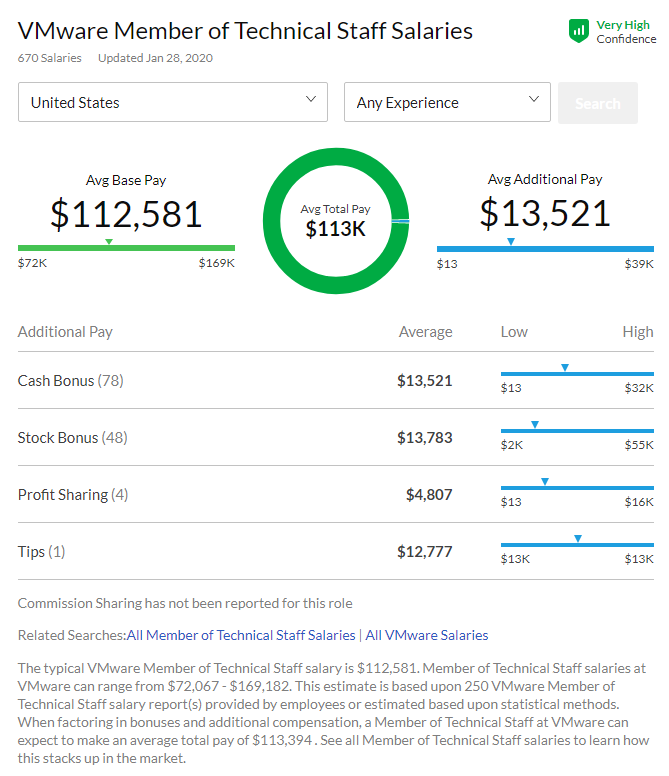 VMware Member of Technical Staff Salaries
Very High
Confidence
670 Salaries Updated Jan 28, 2020
United States
Any Experience
Search
Avg Base Pay
$112,581
$72K $169K
Avg Total Pay
$113K
Avg Additional Pay
$13,521
$13 $39K
Additional Pay Average Low High
Cash Bonus (78) $13,521
$13 $32K
Stock Bonus (48) $13,783
$2K $55K
Profit Sharing (4) $4,807
$13 $16K
Tips (1) $12,777
$13K $13K
Commission Sharing has not been reported for this role
Related Searches:All Member of Technical Staff Salaries | All VMware Salaries
The typical VMware Member of Technical Staff salary is $112,581. Member of Technical Staff salaries at
VMware can range from $72,067 - $169,182. This estimate is based upon 250 VMware Member of
Technical Staff salary report(s) provided by employees or estimated based upon statistical methods.
When factoring in bonuses and additional compensation, a Member of Technical Staff at VMware can
expect to make an average total pay of $113,394 . See all Member of Technical Staff salaries to learn how
this stacks up in the market.